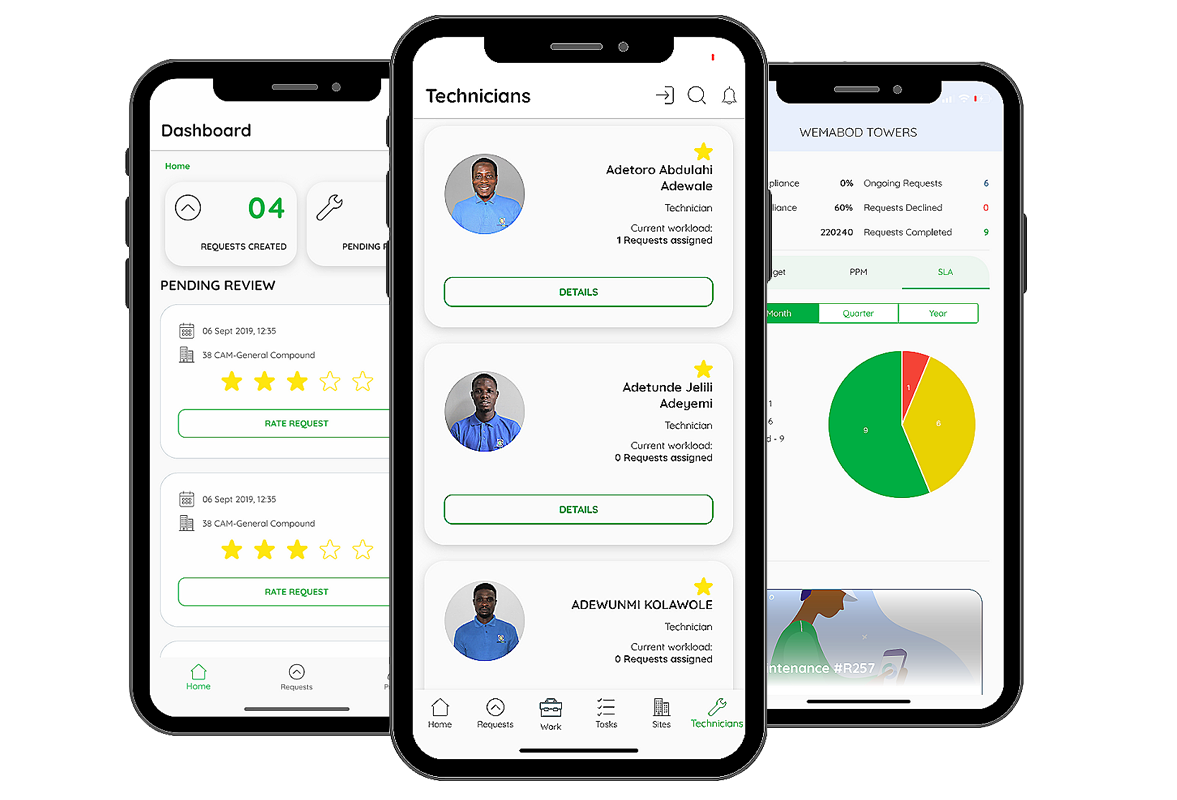 Dashboard
Home
04
REQUESTS CREATED
PENDING
PENDING REVIEW
06 Sept 2019, 12:35
38 CAM-General Compound
RATE REQUEST
06 Sept 2019, 12:35
38 CAM-General Compound
RATE REQUEST
Home
Requests
Technicians
Adetoro Abdulahi
Adewale
Technician
Current workload:
1 Requests assigned
DETAILS
Adetunde Jelili
Adeyemi
Technician
Current workload:
0 Requests assigned
DETAILS
ADEWUNMI KOLAWOLE
Technician
Current workload:
0 Requests assigned
Home
Requests
Work
Tasks
Sites
Technicians
WEMABOD TOWERS
pliance 0% Ongoing Requests 6
liance 60% Requests Declined 0
220240 Requests Completed 9
get PPM SLA
Month Quarter Year
1
6
d - 9
1
6
9
ntenance #R257